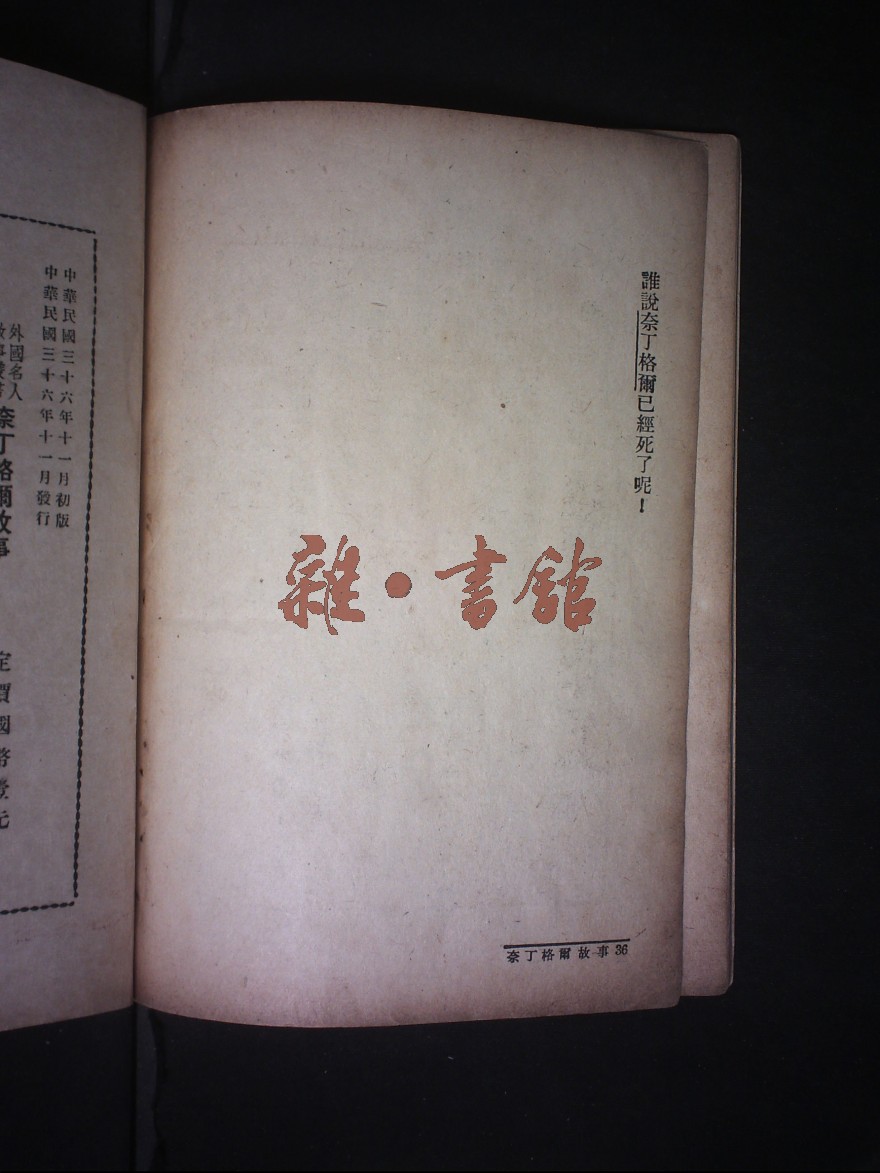 誰說奈丁格爾已經死了呢！
奈丁格爾故事 36
雜•書館
中華民國三十六年十一月初版
中華民國三十六年十一月發行
外國名人
故事叢書
奈丁格爾故事
定價國幣壹元